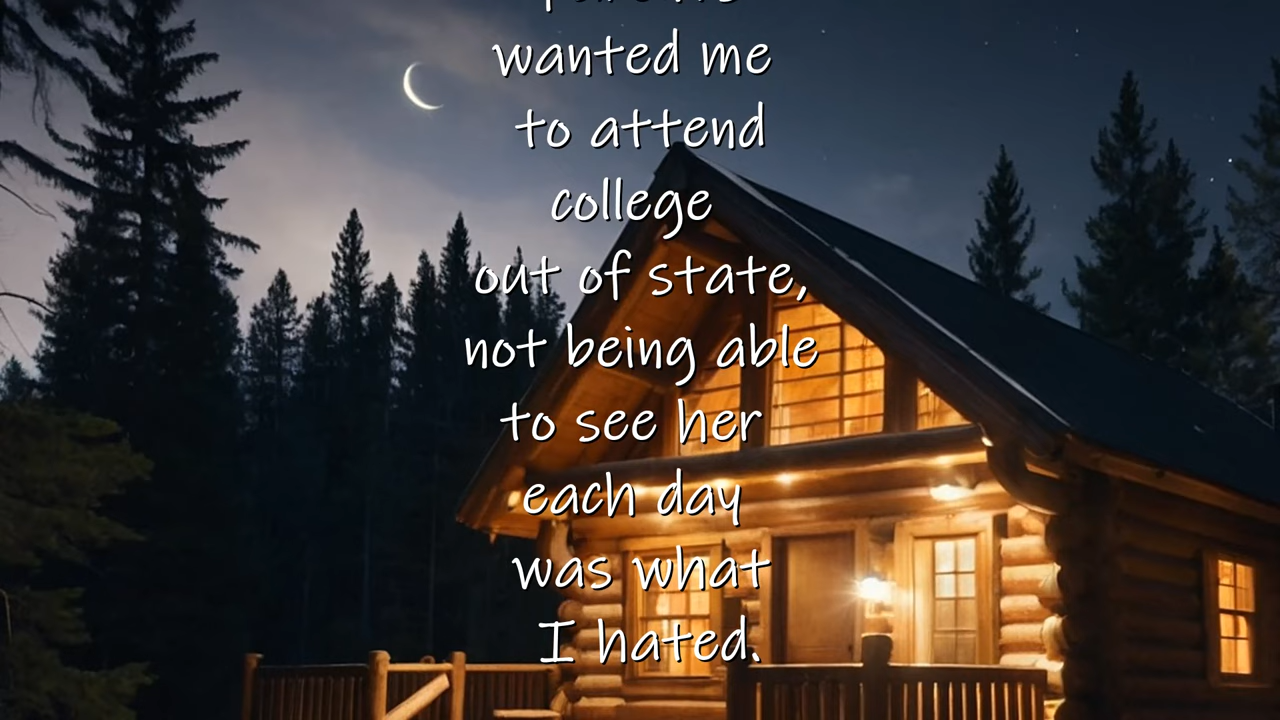 wanted me
to attend
college
out of state,
not being able
to see her
each day
was what
I hated.